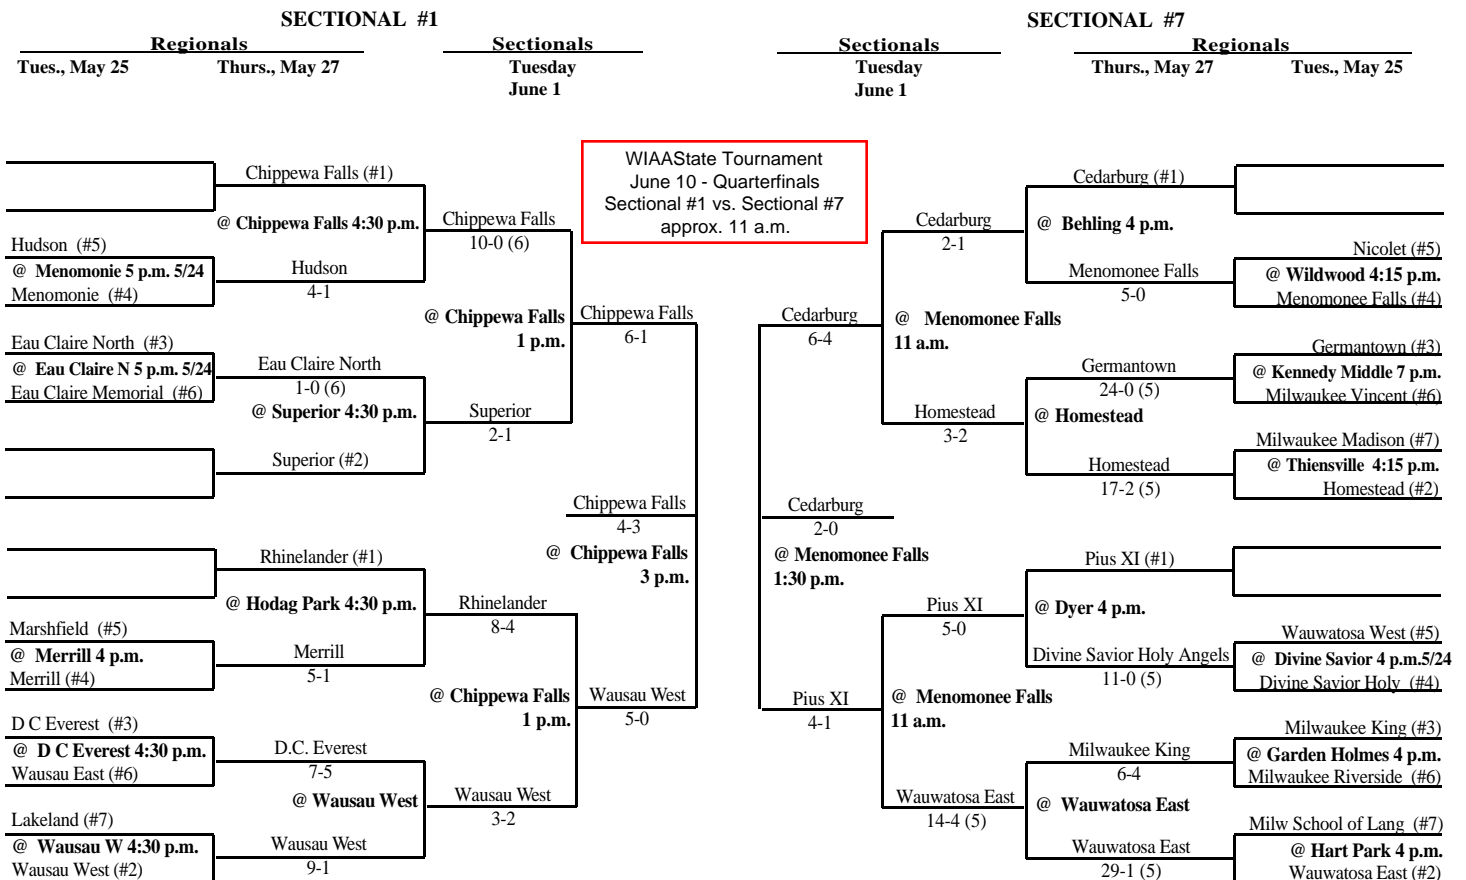 SECTIONAL #1
Regionals
Sectionals
Tues., May 25
Thurs., May 27
Tuesday
June 1
Chippewa Falls (#1)
@ Chippewa Falls 4:30 p.m.
Chippewa Falls
10-0 (6)
Hudson (#5)
@ Menomonie 5 p.m. 5/24
Menomonie (#4)
Hudson
4-1
@ Chippewa Falls
1 p.m.
Chippewa Falls
6-1
Eau Claire North (#3)
@ Eau Claire N 5 p.m. 5/24
Eau Claire Memorial (#6)
Eau Claire North
1-0 (6)
@ Superior 4:30 p.m.
Superior
2-1
Superior (#2)
Chippewa Falls
4-3
@ Chippewa Falls
3 p.m.
Rhinelander (#1)
@ Hodag Park 4:30 p.m.
Rhinelander
8-4
Marshfield (#5)
@ Merrill 4 p.m.
Merrill (#4)
Merrill
5-1
@ Chippewa Falls
1 p.m.
Wausau West
5-0
D C Everest (#3)
@ D C Everest 4:30 p.m.
Wausau East (#6)
D.C. Everest
7-5
@ Wausau West
Wausau West
3-2
Lakeland (#7)
@ Wausau W 4:30 p.m.
Wausau West (#2)
Wausau West
9-1
WIAAState Tournament
June 10 - Quarterfinals
Sectional #1 vs. Sectional #7
approx. 11 a.m.
SECTIONAL #7
Sectionals
Regionals
Tuesday
June 1
Thurs., May 27
Tues., May 25
Cedarburg (#1)
Cedarburg
2-1
@ Behling 4 p.m.
Nicolet (#5)
@ Wildwood 4:15 p.m.
Menomonee Falls (#4)
Menomonee Falls
5-0
Cedarburg
6-4
@ Menomonee Falls
11 a.m.
Germantown (#3)
@ Kennedy Middle 7 p.m.
Milwaukee Vincent (#6)
Germantown
24-0 (5)
Homestead
3-2
@ Homestead
Milwaukee Madison (#7)
@ Thiensville 4:15 p.m.
Homestead (#2)
Homestead
17-2 (5)
Cedarburg
2-0
@ Menomonee Falls
1:30 p.m.
Pius XI (#1)
@ Dyer 4 p.m.
Pius XI
5-0
Wauwatosa West (#5)
@ Divine Savior 4 p.m.5/24
Divine Savior Holy (#4)
Divine Savior Holy Angels
11-0 (5)
Pius XI
4-1
@ Menomonee Falls
11 a.m.
Milwaukee King (#3)
@ Garden Holmes 4 p.m.
Milwaukee Riverside (#6)
Milwaukee King
6-4
Wauwatosa East
14-4 (5)
@ Wauwatosa East
Milw School of Lang (#7)
@ Hart Park 4 p.m.
Wauwatosa East (#2)
Wauwatosa East
29-1 (5)